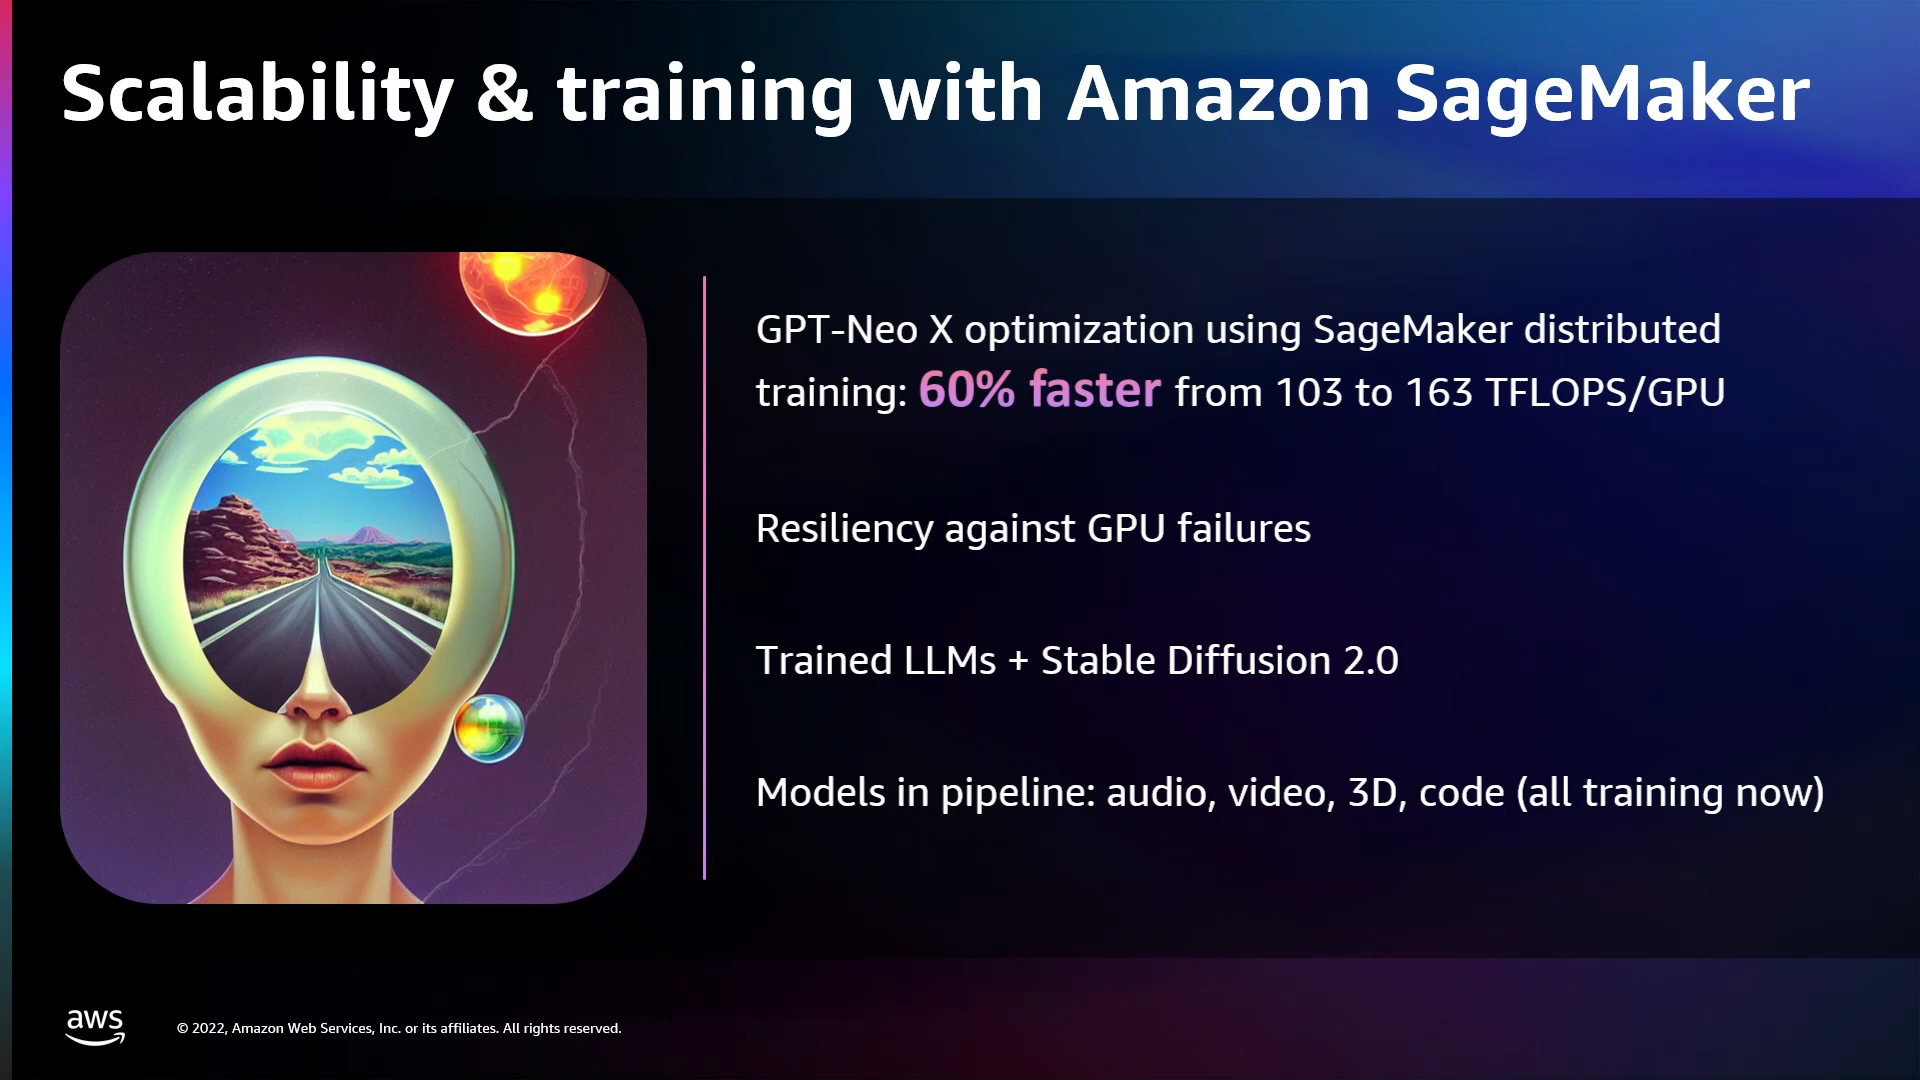 Scalability & training with Amazon SageMaker
GPT-Neo X optimization using SageMaker distributed
training: 60% faster from 103 to 163 TFLOPS/GPU
Resiliency against GPU failures
Trained LLMs + Stable Diffusion 2.0
Models in pipeline: audio, video, 3D, code (all training now)
aws
© 2022, Amazon Web Services, Inc. or its affiliates. All rights reserved.